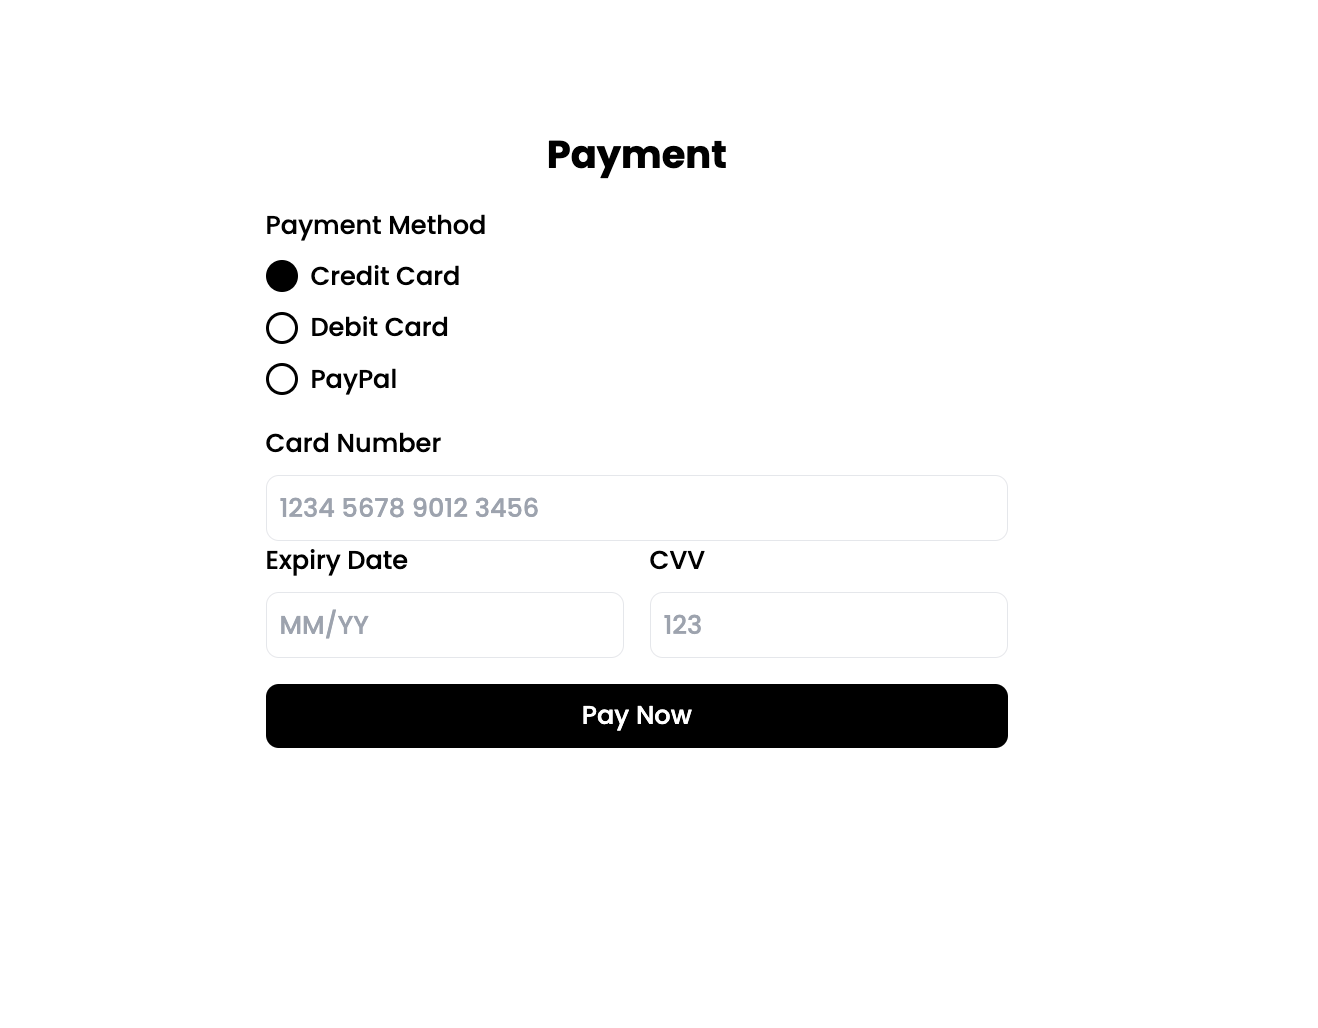 Payment
Payment Method
Credit Card
Debit Card
PayPal
Card Number
1234 5678 9012 3456
Expiry Date
CVV
MM/YY
123
Pay Now